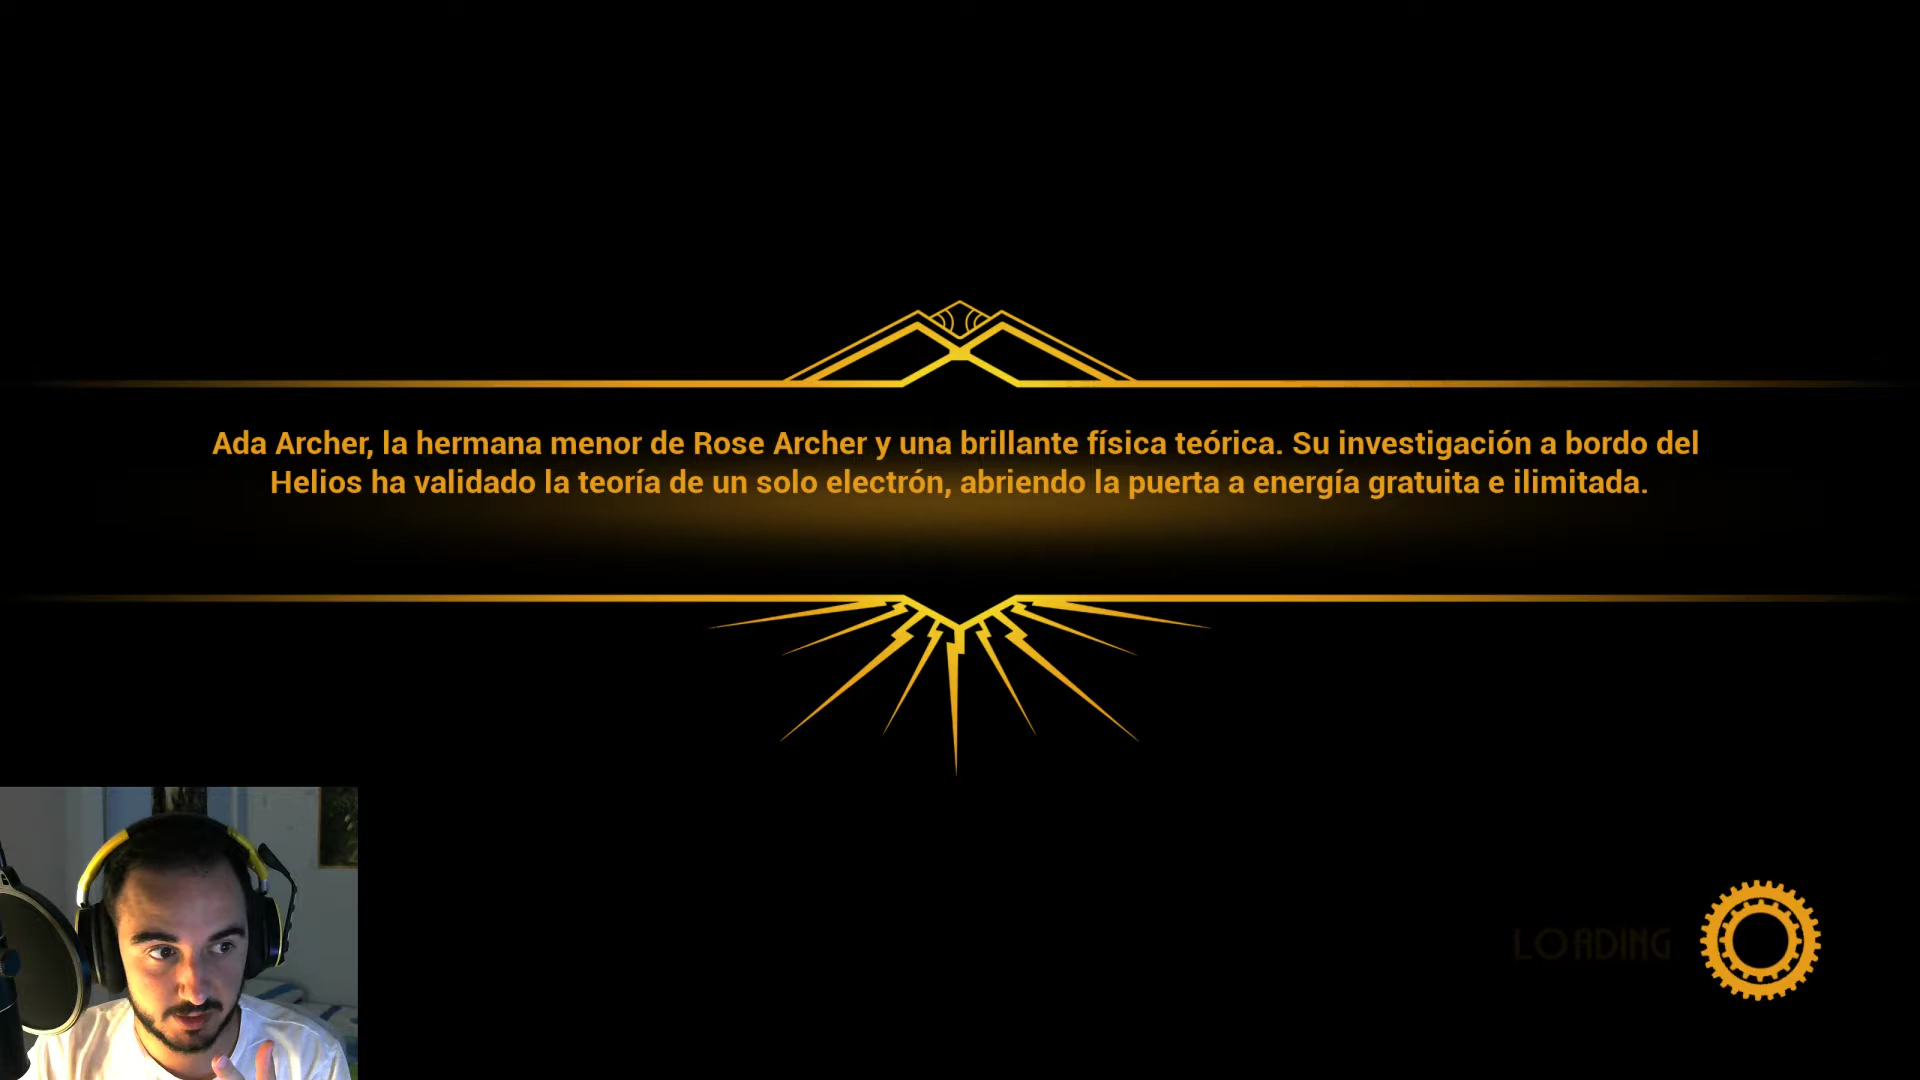 Ada Archer, la hermana menor de Rose Archer y una brillante física teórica. Su investigación a bordo del
Helios ha validado la teoría de un solo electrón, abriendo la puerta a energía gratuita e ilimitada.
LOADING